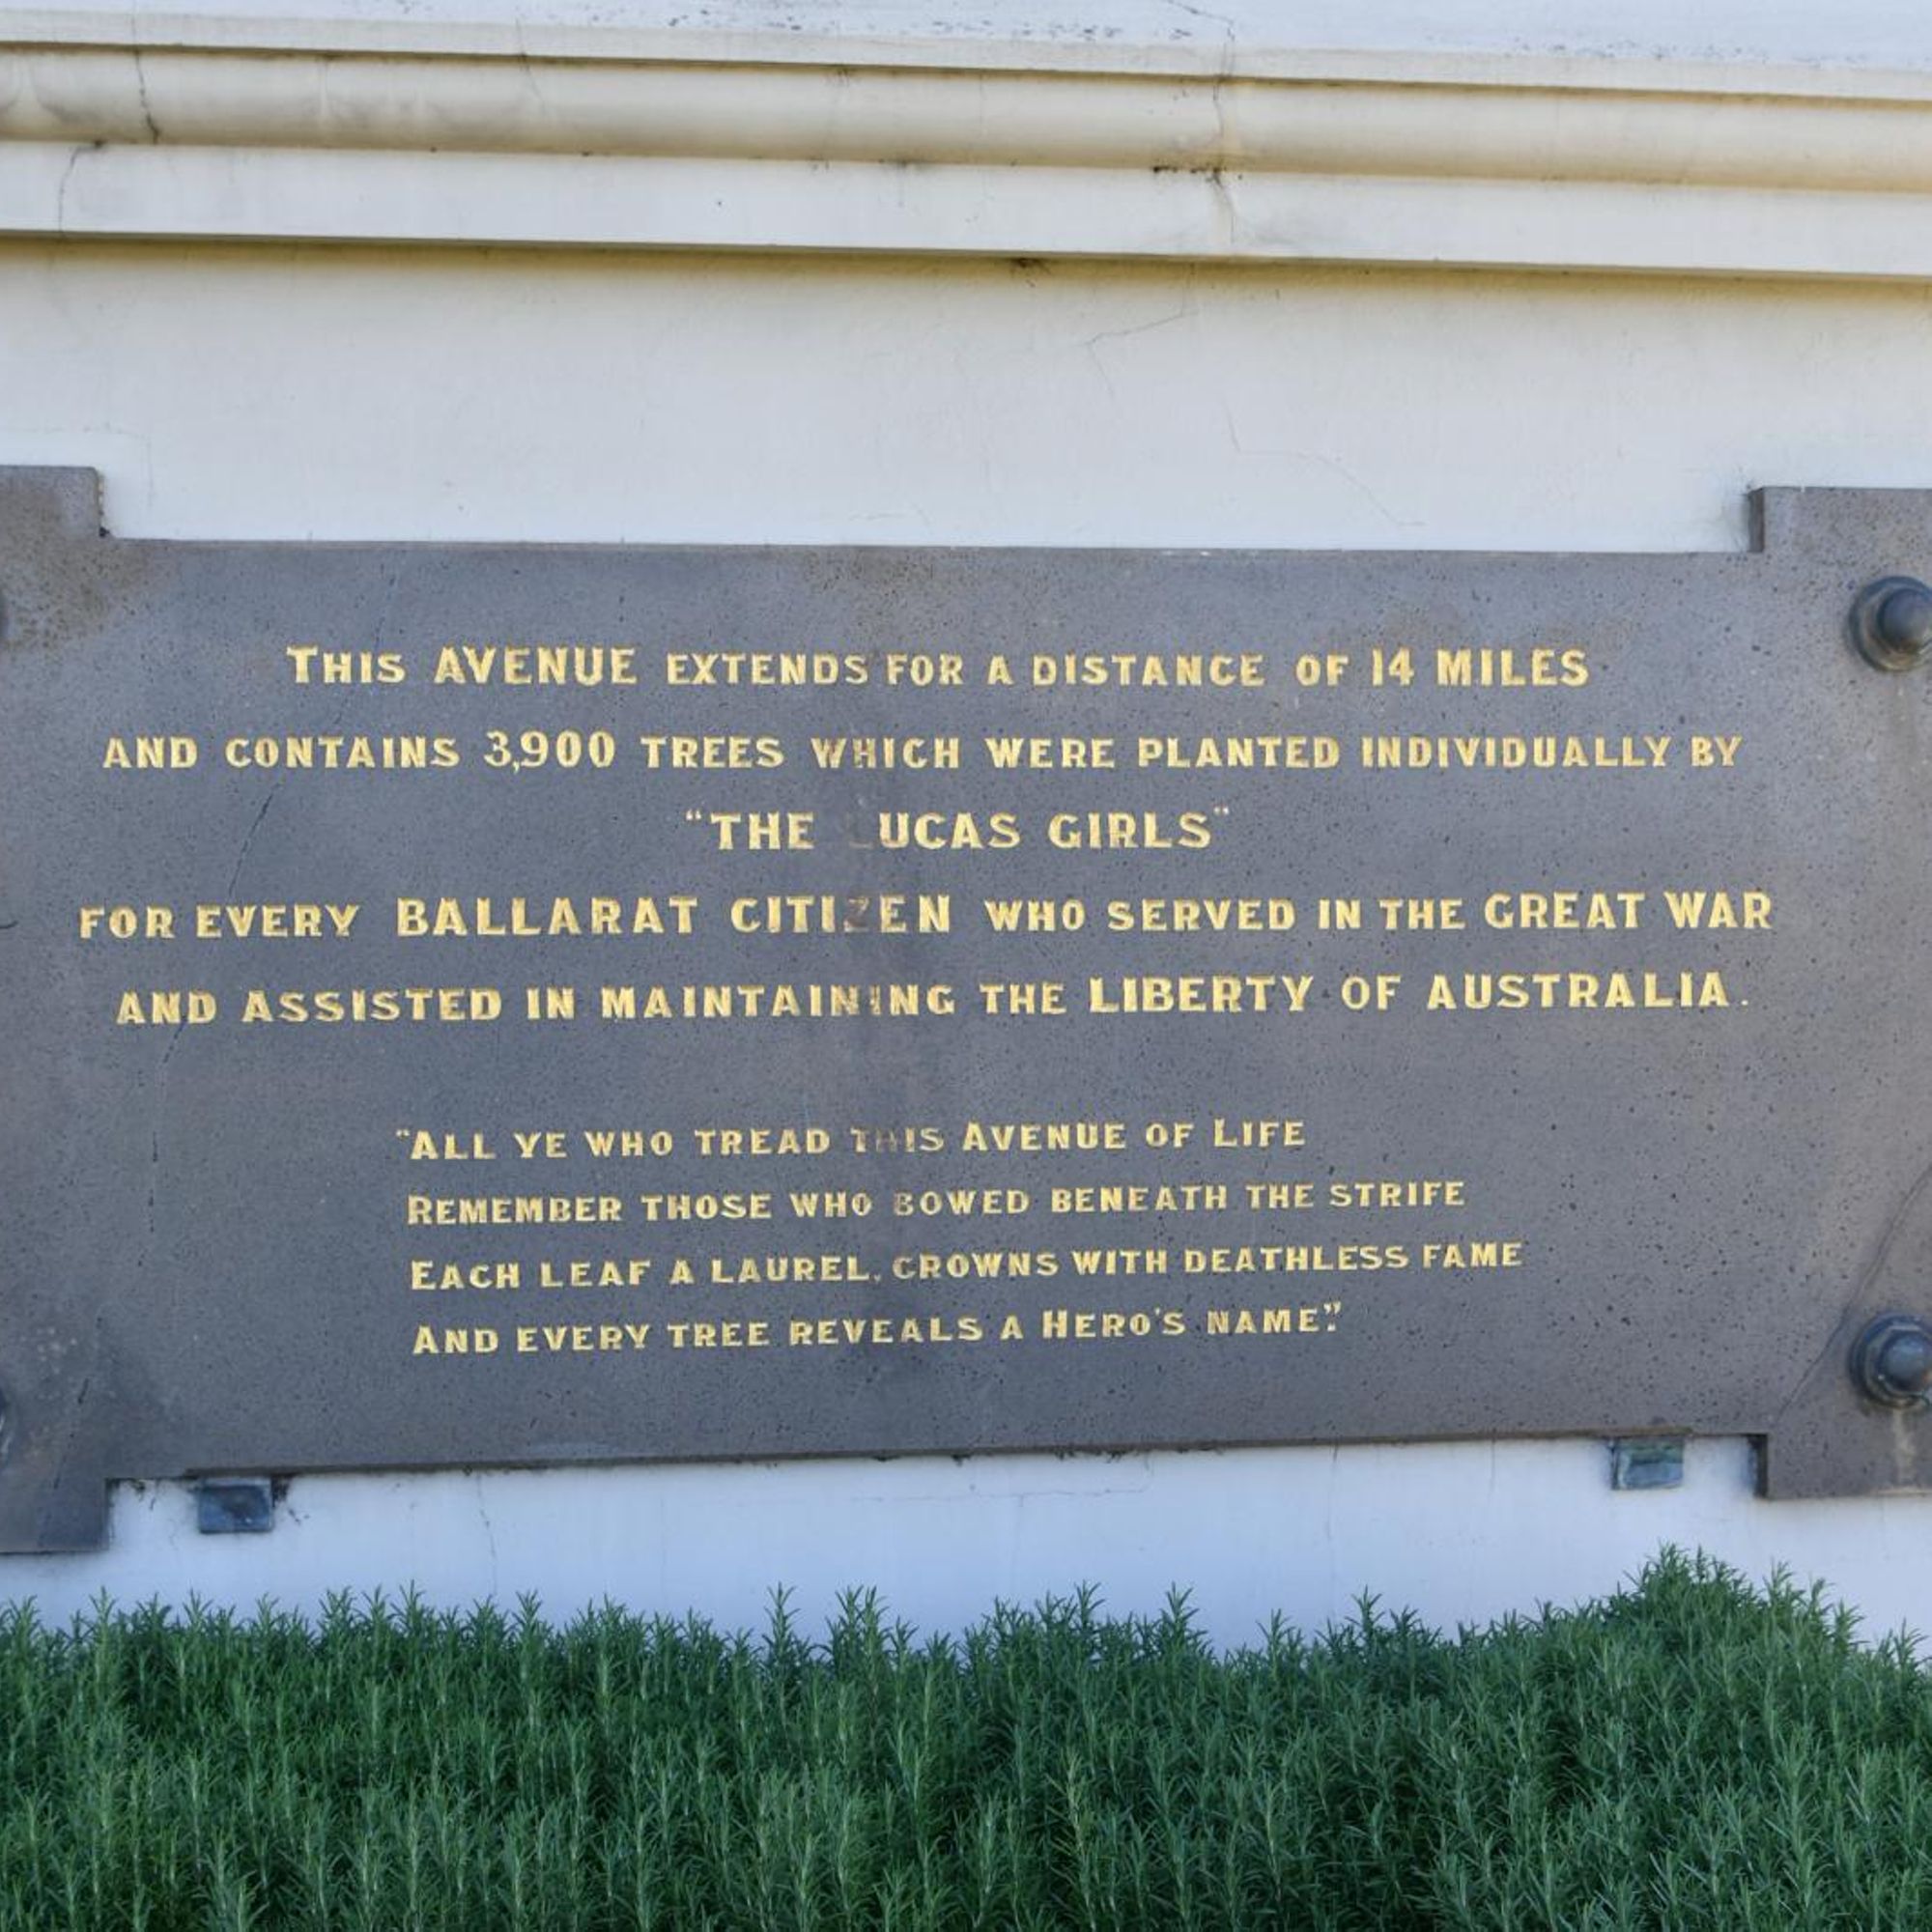 THIS AVENUE EXTENDS FOR A DISTANCE OF 14 MILES
AND CONTAINS 3,900 TREES WHICH WERE PLANTED INDIVIDUALLY BY
"THE LUCAS GIRLS"
FOR EVERY BALLARAT CITIZEN WHO SERVED IN THE GREAT WAR
AND ASSISTED IN MAINTAINING THE LIBERTY OF AUSTRALIA.
"ALL YE WHO TREAD THIS AVENUE OF LIFE
REMEMBER THOSE WHO BOWED BENEATH THE STRIFE
EACH LEAF A LAUREL, CROWNS WITH DEATHLESS FAME
AND EVERY TREE REVEALS A HERO'S NAME."